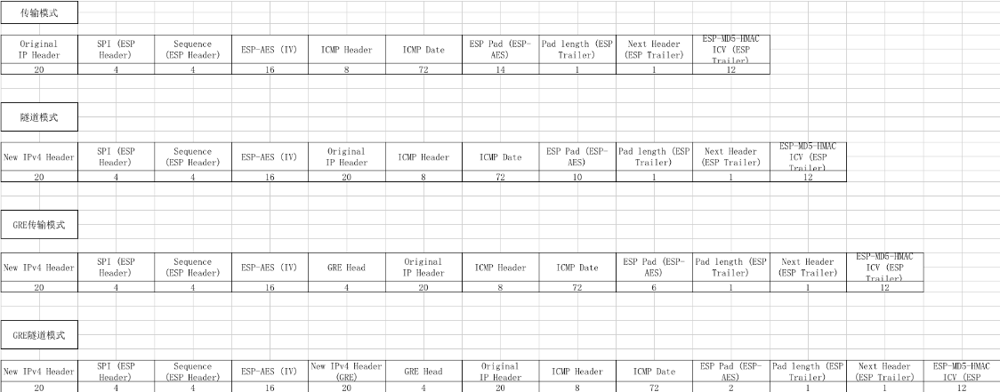 传输模式
Original IP Header	SPI (ESP Header)	Sequence (ESP Header)	ESP-AES (IV)	ICMP Header	ICMP Date	ESP Pad (ESP-AES)	Pad length (ESP Trailer)	Next Header (ESP Trailer)	ESP-MD5-HMAC ICV (ESP Trailer)
20	4	4	16	8	72	14	1	1	12
隧道模式
New IPv4 Header	SPI (ESP Header)	Sequence (ESP Header)	ESP-AES (IV)	Original IP Header	ICMP Header	ICMP Date	ESP Pad (ESP-AES)	Pad length (ESP Trailer)	Next Header (ESP Trailer)	ESP-MD5-HMAC ICV (ESP Trailer)
20	4	4	16	20	8	72	10	1	1	12
GRE传输模式
New IPv4 Header	SPI (ESP Header)	Sequence (ESP Header)	ESP-AES (IV)	GRE Head	Original IP Header	ICMP Header	ICMP Date	ESP Pad (ESP-AES)	Pad length (ESP Trailer)	Next Header (ESP Trailer)	ESP-MD5-HMAC ICV (ESP Trailer)
20	4	4	16	4	20	8	72	6	1	1	12
GRE隧道模式
New IPv4 Header	SPI (ESP Header)	Sequence (ESP Header)	ESP-AES (IV)	New IPv4 Header (GRE)	GRE Head	Original IP Header	ICMP Header	ICMP Date	ESP Pad (ESP-AES)	Pad length (ESP Trailer)	Next Header (ESP Trailer)	ESP-MD5-HMAC ICV (ESP
20	4	4	16	20	4	20	8	72	2	1	1	12